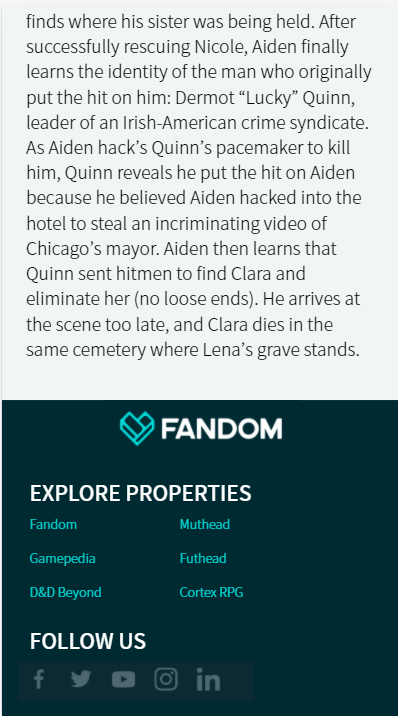 finds where his sister was being held. After
successfully rescuing Nicole, Aiden finally
learns the identity of the man who originally
put the hit on him: Dermot “Lucky” Quinn,
leader of an Irish-American crime syndicate.
As Aiden hack’s Quinn’s pacemaker to kill
him, Quinn reveals he put the hit on Aiden
because he believed Aiden hacked into the
hotel to steal an incriminating video of
Chicago’s mayor. Aiden then learns that
Quinn sent hitmen to find Clara and
eliminate her (no loose ends). He arrives at
the scene too late, and Clara dies in the
same cemetery where Lena’s grave stands.
FANDOM
EXPLORE PROPERTIES
Fandom Muthead
Gamepedia Futhead
D&D Beyond Cortex RPG
FOLLOW US